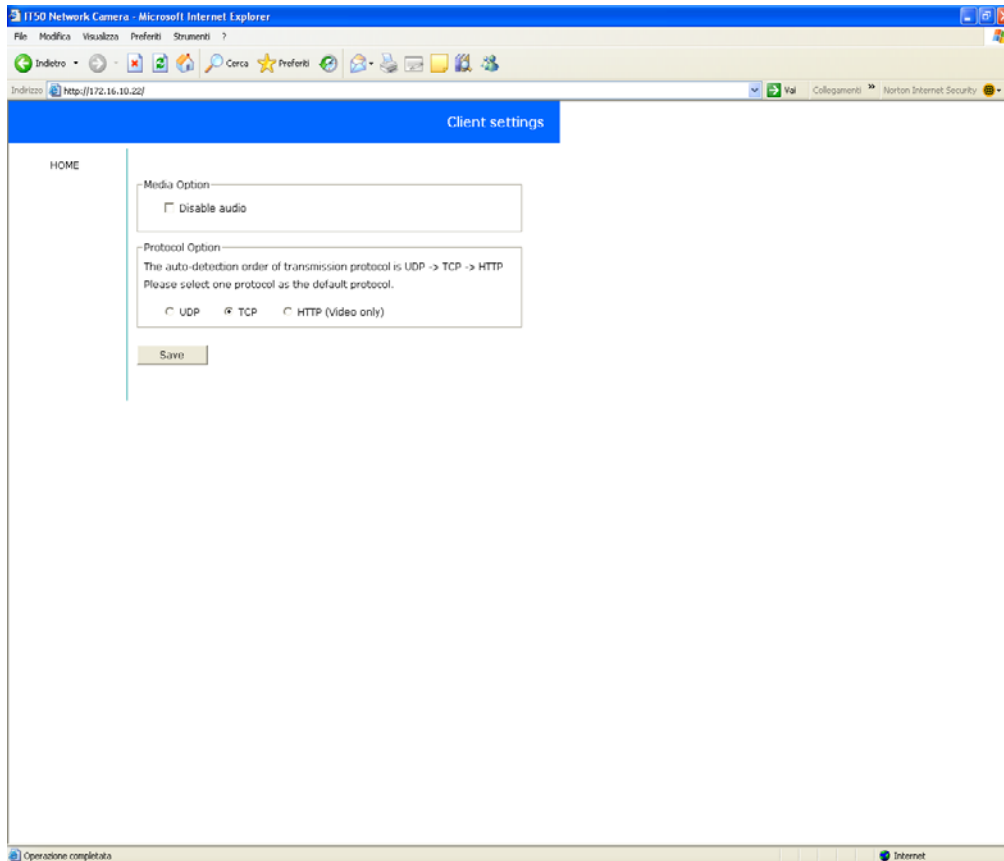 IT50 Network Camera - Microsoft Internet Explorer
File Modifica Visualizza Preferiti Strumenti ?
Indietro Cerca Preferiti
Indirizzo http://172.16.10.22/ Vai Collegamenti » Norton Internet Security
Client settings
HOME
Media Option
Disable audio
Protocol Option
The auto-detection order of transmission protocol is UDP -> TCP -> HTTP
Please select one protocol as the default protocol.
UDP TCP HTTP (Video only)
Save
Operazione completata Internet